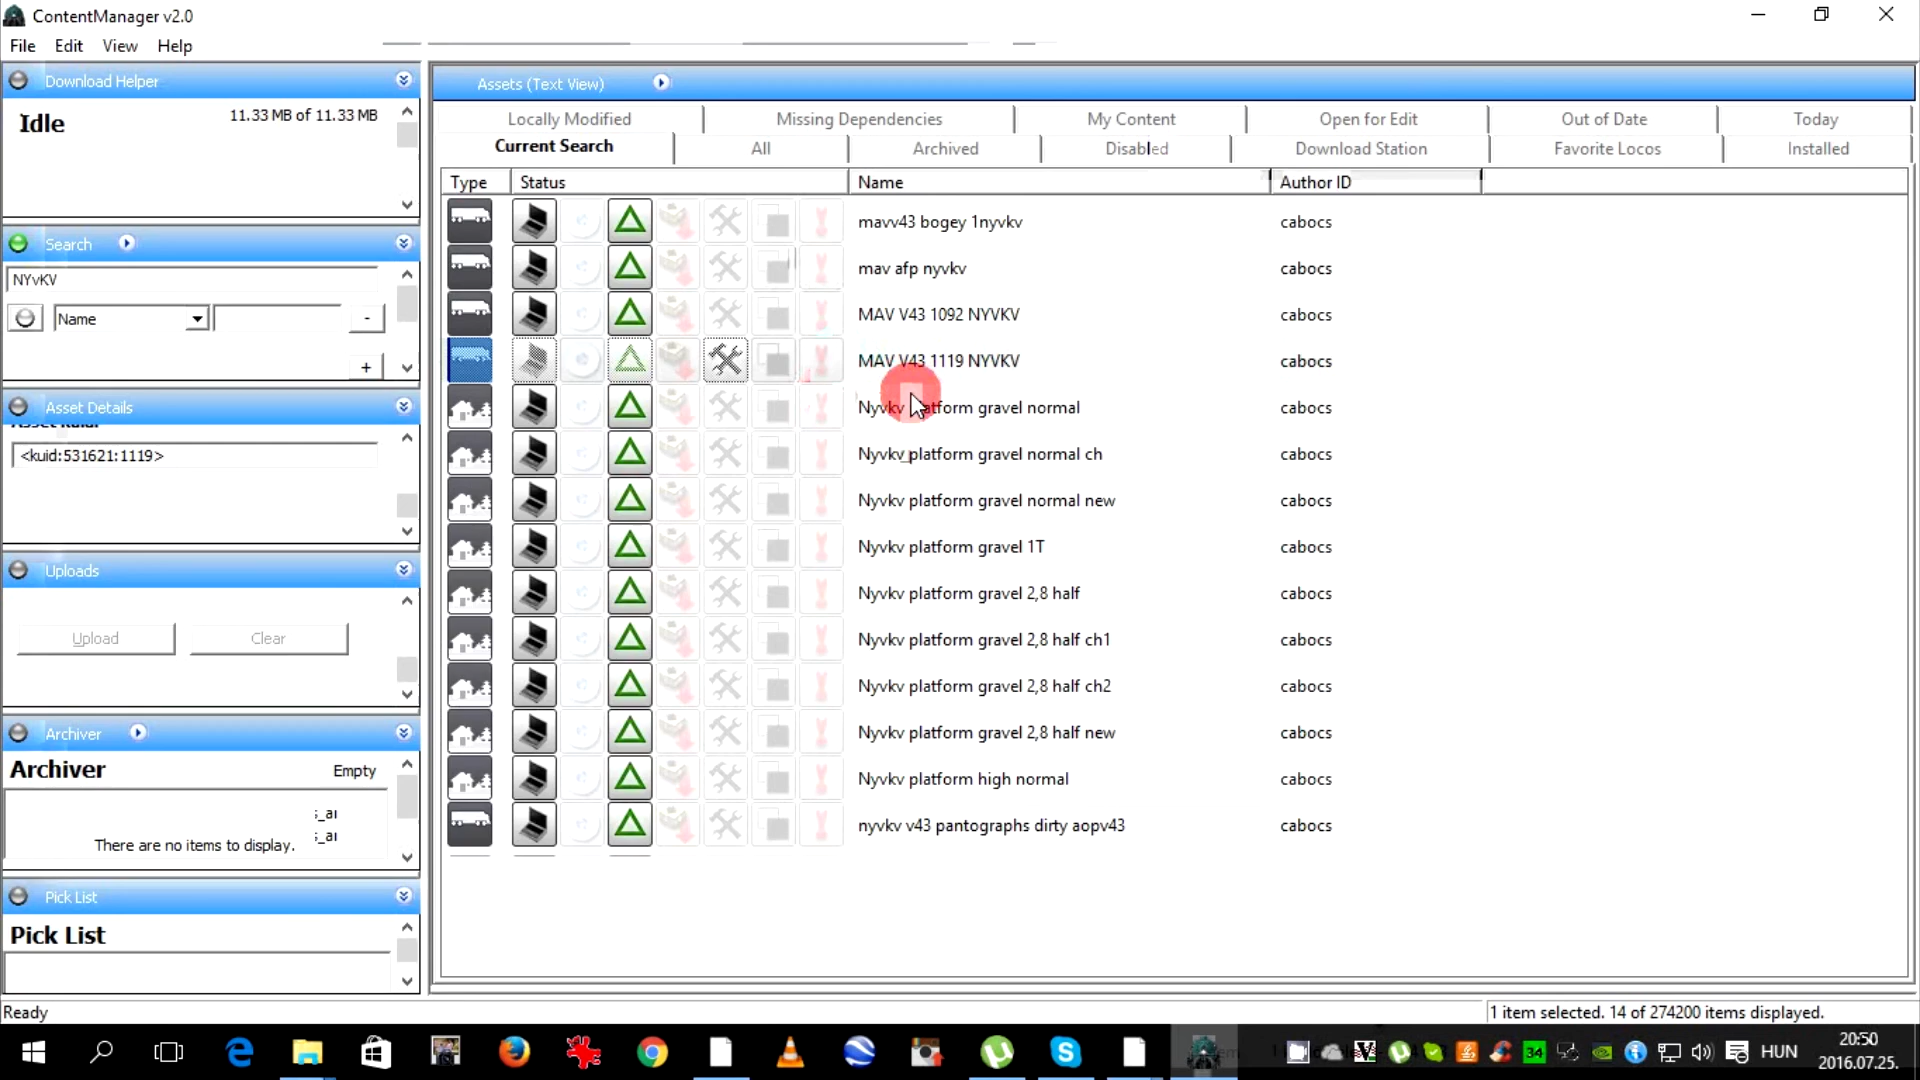 ContentManager v2.0
File Edit View Help
Download Helper
Idle
11.33 MB of 11.33 MB
Search
NYvKV
Name
-
+
Asset Details
<kuid:531621:1119>
Uploads
Upload Clear
Archiver
Archiver
Empty
There are no items to display.
Pick List
Pick List
Assets (Text View)
Locally Modified Missing Dependencies My Content Open for Edit Out of Date Today
Current Search All Archived Disabled Download Station Favorite Locos Installed
Type Status Name Author ID
mavv43 bogey 1nyvkv cabocs
mav afp nyvkv cabocs
MAV V43 1092 NYVKV cabocs
MAV V43 1119 NYVKV cabocs
Nyvkv platform gravel normal cabocs
Nyvkv platform gravel normal ch cabocs
Nyvkv platform gravel normal new cabocs
Nyvkv platform gravel 1T cabocs
Nyvkv platform gravel 2,8 half cabocs
Nyvkv platform gravel 2,8 half ch1 cabocs
Nyvkv platform gravel 2,8 half ch2 cabocs
Nyvkv platform gravel 2,8 half new cabocs
Nyvkv platform high normal cabocs
nyvkv v43 pantographs dirty aopv43 cabocs
Ready
1 item selected. 14 of 274200 items displayed.
34
HUN
20:50
2016.07.25.